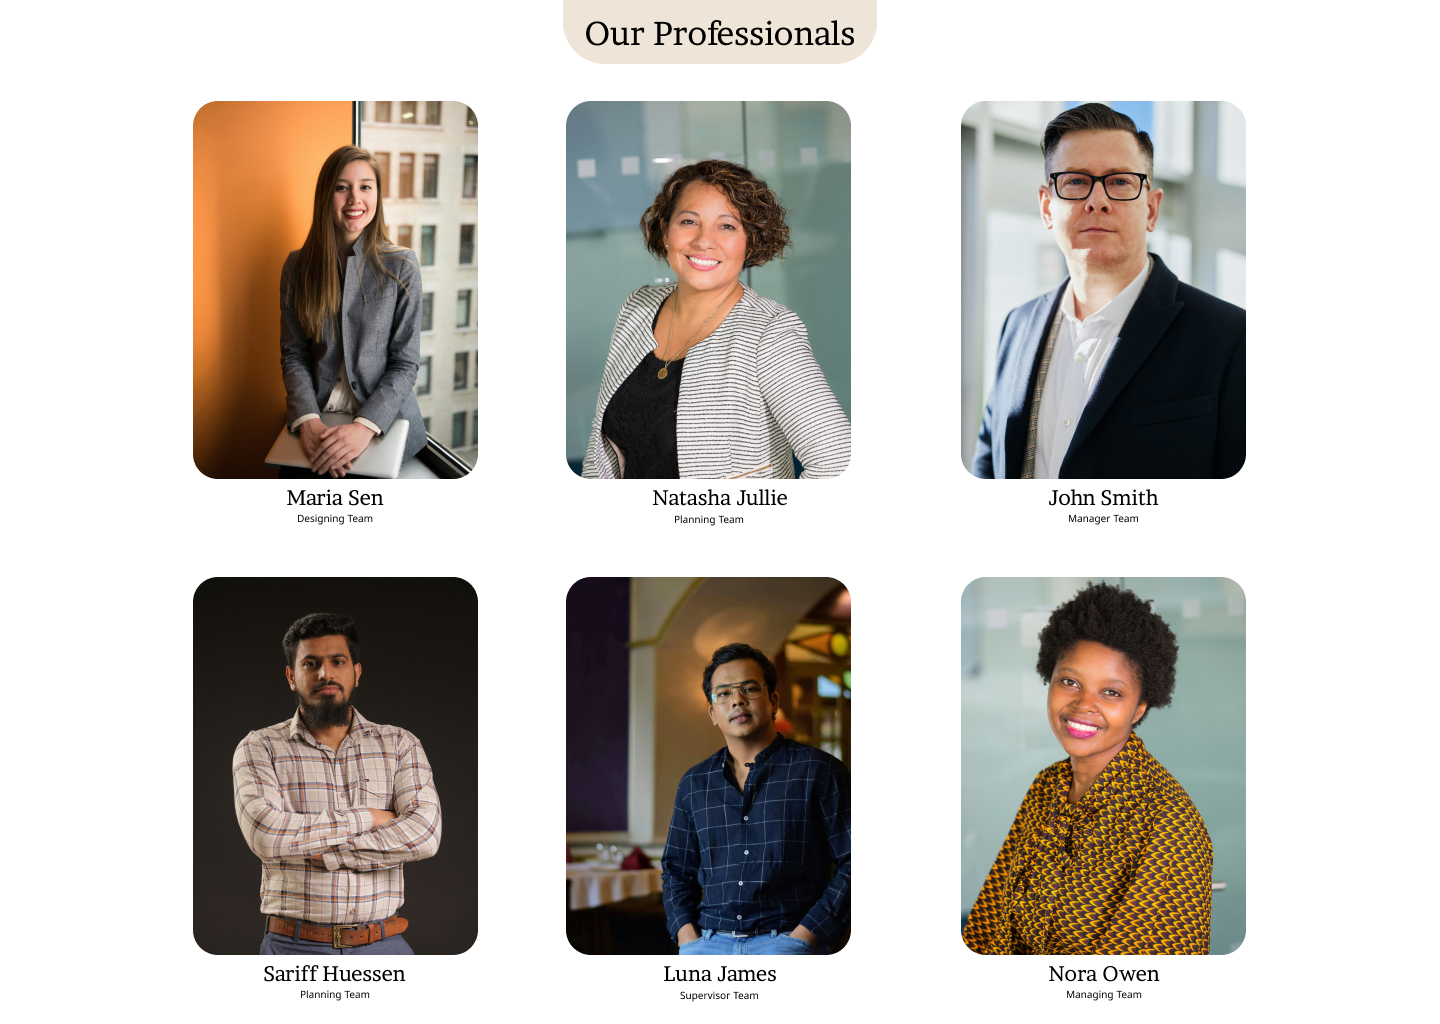 Our Professionals
Maria Sen
Designing Team
Natasha Jullie
Planning Team
John Smith
Manager Team
Sariff Huessen
Planning Team
Luna James
Supervisor Team
Nora Owen
Managing Team